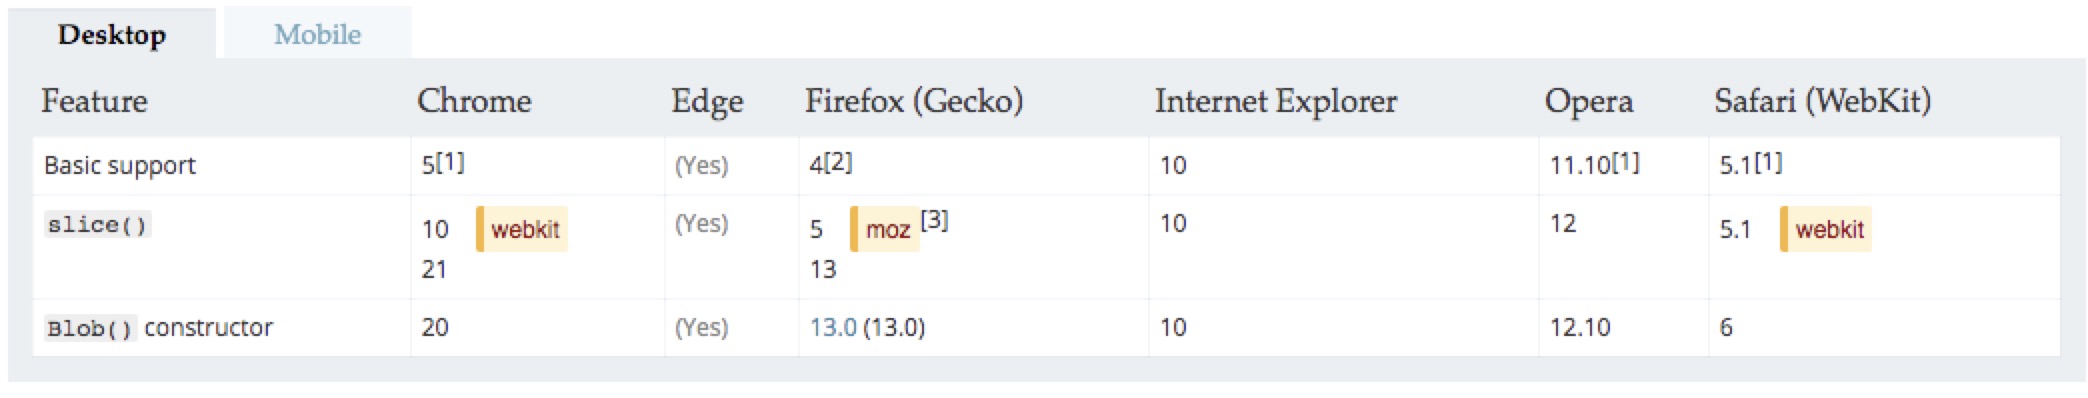 Desktop Mobile
Feature Chrome Edge Firefox (Gecko) Internet Explorer Opera Safari (WebKit)
Basic support 5[1] (Yes) 4[2] 10 11.10[1] 5.1[1]
slice() 10 webkit (Yes) 5 moz [3] 10 12 5.1 webkit
21 13
Blob() constructor 20 (Yes) 13.0 (13.0) 10 12.10 6